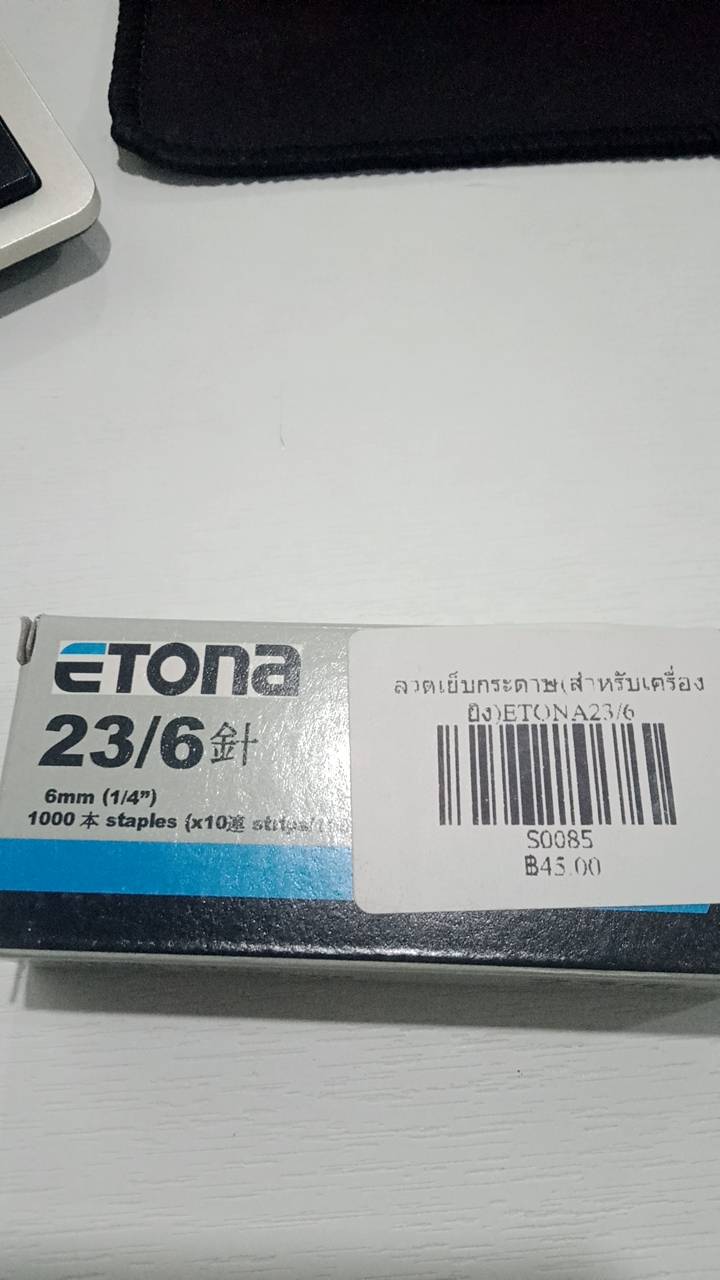 ETONA
23/6 針
6mm (1/4”)
1000 本 staples (x10連 strips/
ลวดเย็บกระดาษ(สำหรับเครื่อง
ยิง)ETONA23/6
S0085
฿45.00